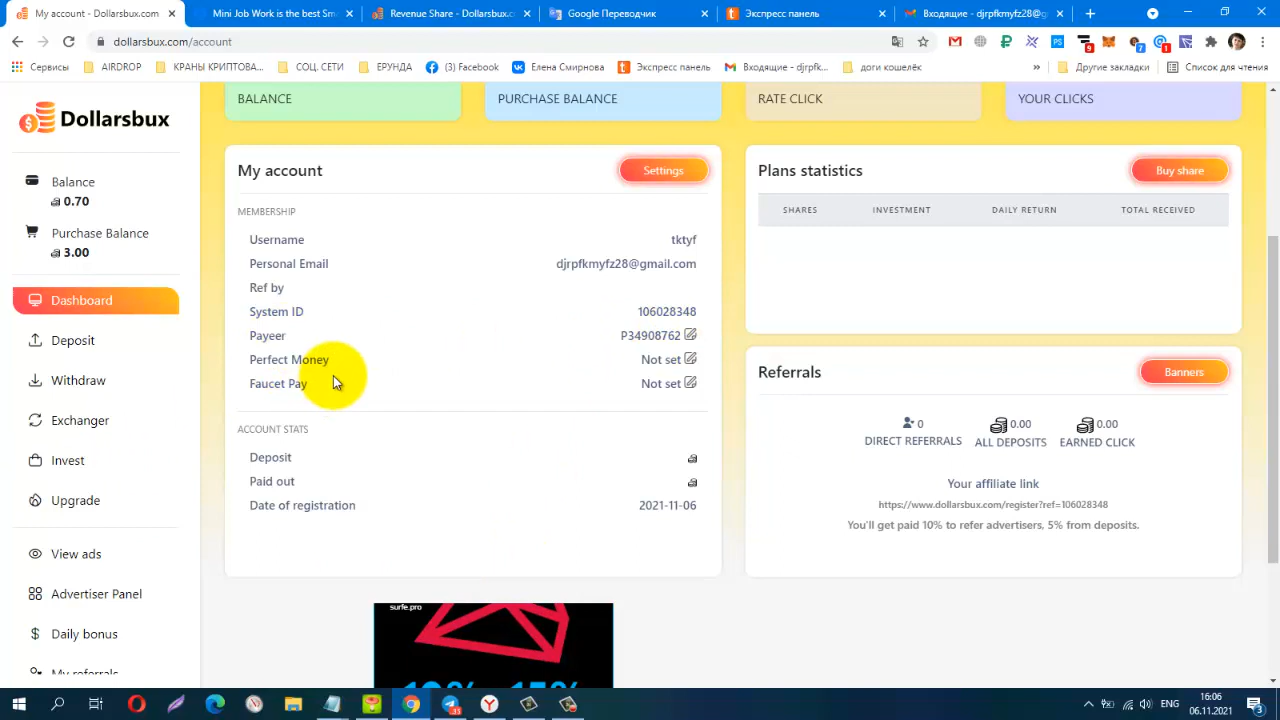 My account - Dollarsbux.com
Mini Job Work is the best Sm
Revenue Share - Dollarsbux.com
Google Переводчик
Экспресс панель
Входящие - djrpfkmyfz28@g
dollarsbux.com/account
Сервисы
AIRDROP
КРАНЫ КРИПТОВА...
СОЦ. СЕТИ
ЕРУНДА
(3) Facebook
Елена Смирнова
Экспресс панель
Входящие - djrpfk...
доги кошелёк
»
Другие закладки
Список для чтения
Dollarsbux
Balance
0.70
Purchase Balance
3.00
Dashboard
Deposit
Withdraw
Exchanger
Invest
Upgrade
View ads
Advertiser Panel
Daily bonus
My referrals
BALANCE
PURCHASE BALANCE
RATE CLICK
YOUR CLICKS
My account
Settings
MEMBERSHIP
Username tktyf
Personal Email djrpfkmyfz28@gmail.com
Ref by
System ID 106028348
Payeer P34908762
Perfect Money Not set
Faucet Pay Not set
ACCOUNT STATS
Deposit
Paid out
Date of registration 2021-11-06
Plans statistics
Buy share
SHARES INVESTMENT DAILY RETURN TOTAL RECEIVED
Referrals
Banners
0 0.00 0.00
DIRECT REFERRALS ALL DEPOSITS EARNED CLICK
Your affiliate link
https://www.dollarsbux.com/register?ref=106028348
You'll get paid 10% to refer advertisers, 5% from deposits.
surfe.pro
ENG
16:06
06.11.2021